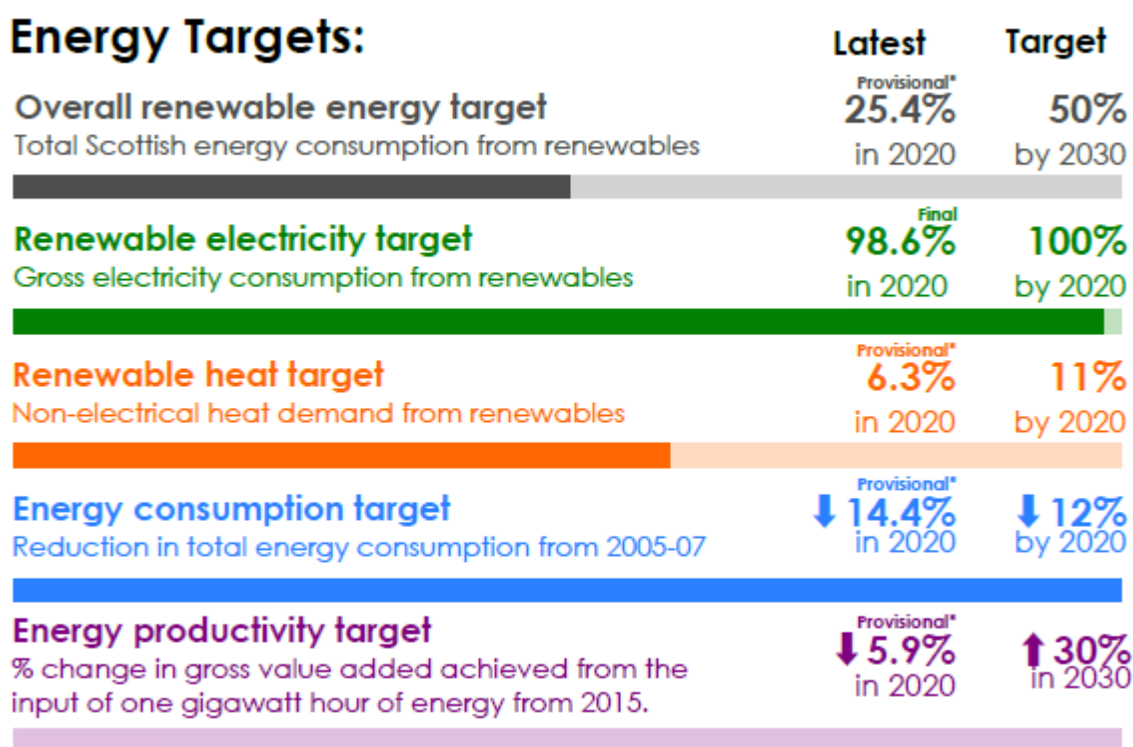 Energy Targets:
Latest Target
Provisional*
Overall renewable energy target 25.4% 50%
Total Scottish energy consumption from renewables in 2020 by 2030
Final
Renewable electricity target 98.6% 100%
Gross electricity consumption from renewables in 2020 by 2020
Provisional*
Renewable heat target 6.3% 11%
Non-electrical heat demand from renewables in 2020 by 2020
Provisional*
Energy consumption target ⬇ 14.4% ⬇ 12%
Reduction in total energy consumption from 2005-07 in 2020 by 2020
Provisional*
Energy productivity target ⬇ 5.9% ⬆ 30%
% change in gross value added achieved from the in 2020 in 2030
input of one gigawatt hour of energy from 2015.